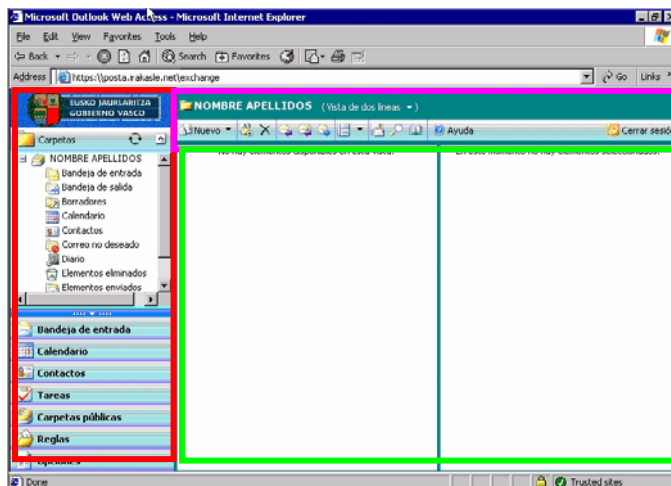 Microsoft Outlook Web Access - Microsoft Internet Explorer
File Edit View Favorites Tools Help
Back Search Favorites
Address https://posta.rakasle.net/exchange Go Links
EUSKO JAURLARITZA
GOBIERNO VASCO
NOMBRE APELLIDOS (Vista de dos líneas)
Nuevo Ayuda Cerrar sesió
Carpetas
No hay elementos disponibles en esta vista.
En este momento no hay elementos seleccionados.
NOMBRE APELLIDOS
Bandeja de entrada
Bandeja de salida
Borradores
Calendario
Contactos
Correo no deseado
Diario
Elementos eliminados
Elementos enviados
Bandeja de entrada
Calendario
Contactos
Tareas
Carpetas públicas
Reglas
Opciones
Done Trusted sites